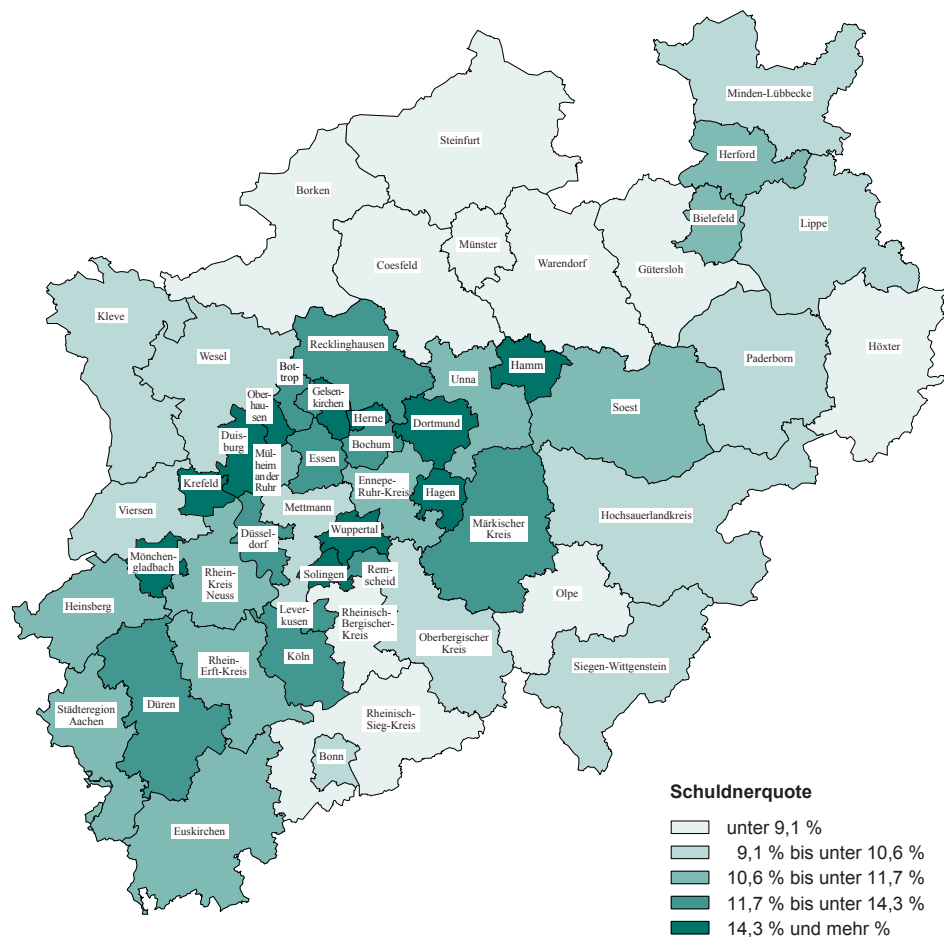 Minden-Lübbecke
Steinfurt
Herford
Borken
Bielefeld
Lippe
Münster
Coesfeld
Warendorf
Gütersloh
Kleve
Höxter
Recklinghausen
Wesel
Paderborn
Hamm
Bot-
trop
Unna
Gelsen-
kirchen
Ober-
hau-
sen
Soest
Herne
Dortmund
Duis-
burg
Bochum
Mül-
heim
an der
Ruhr
Essen
Krefeld
Ennepe-
Ruhr-Kreis
Hagen
Viersen
Mettmann
Hochsauerlandkreis
Märkischer
Kreis
Wuppertal
Düssel-
dorf
Mönchen-
gladbach
Solingen
Rem-
scheid
Rhein-
Kreis
Neuss
Olpe
Heinsberg
Lever-
kusen
Rheinisch-
Bergischer-
Kreis
Oberbergischer
Kreis
Köln
Rhein-
Erft-Kreis
Siegen-Wittgenstein
Düren
Städteregion
Aachen
Rheinisch-
Sieg-Kreis
Bonn
Euskirchen
Schuldnerquote
unter 9,1 %
9,1 % bis unter 10,6 %
10,6 % bis unter 11,7 %
11,7 % bis unter 14,3 %
14,3 % und mehr %